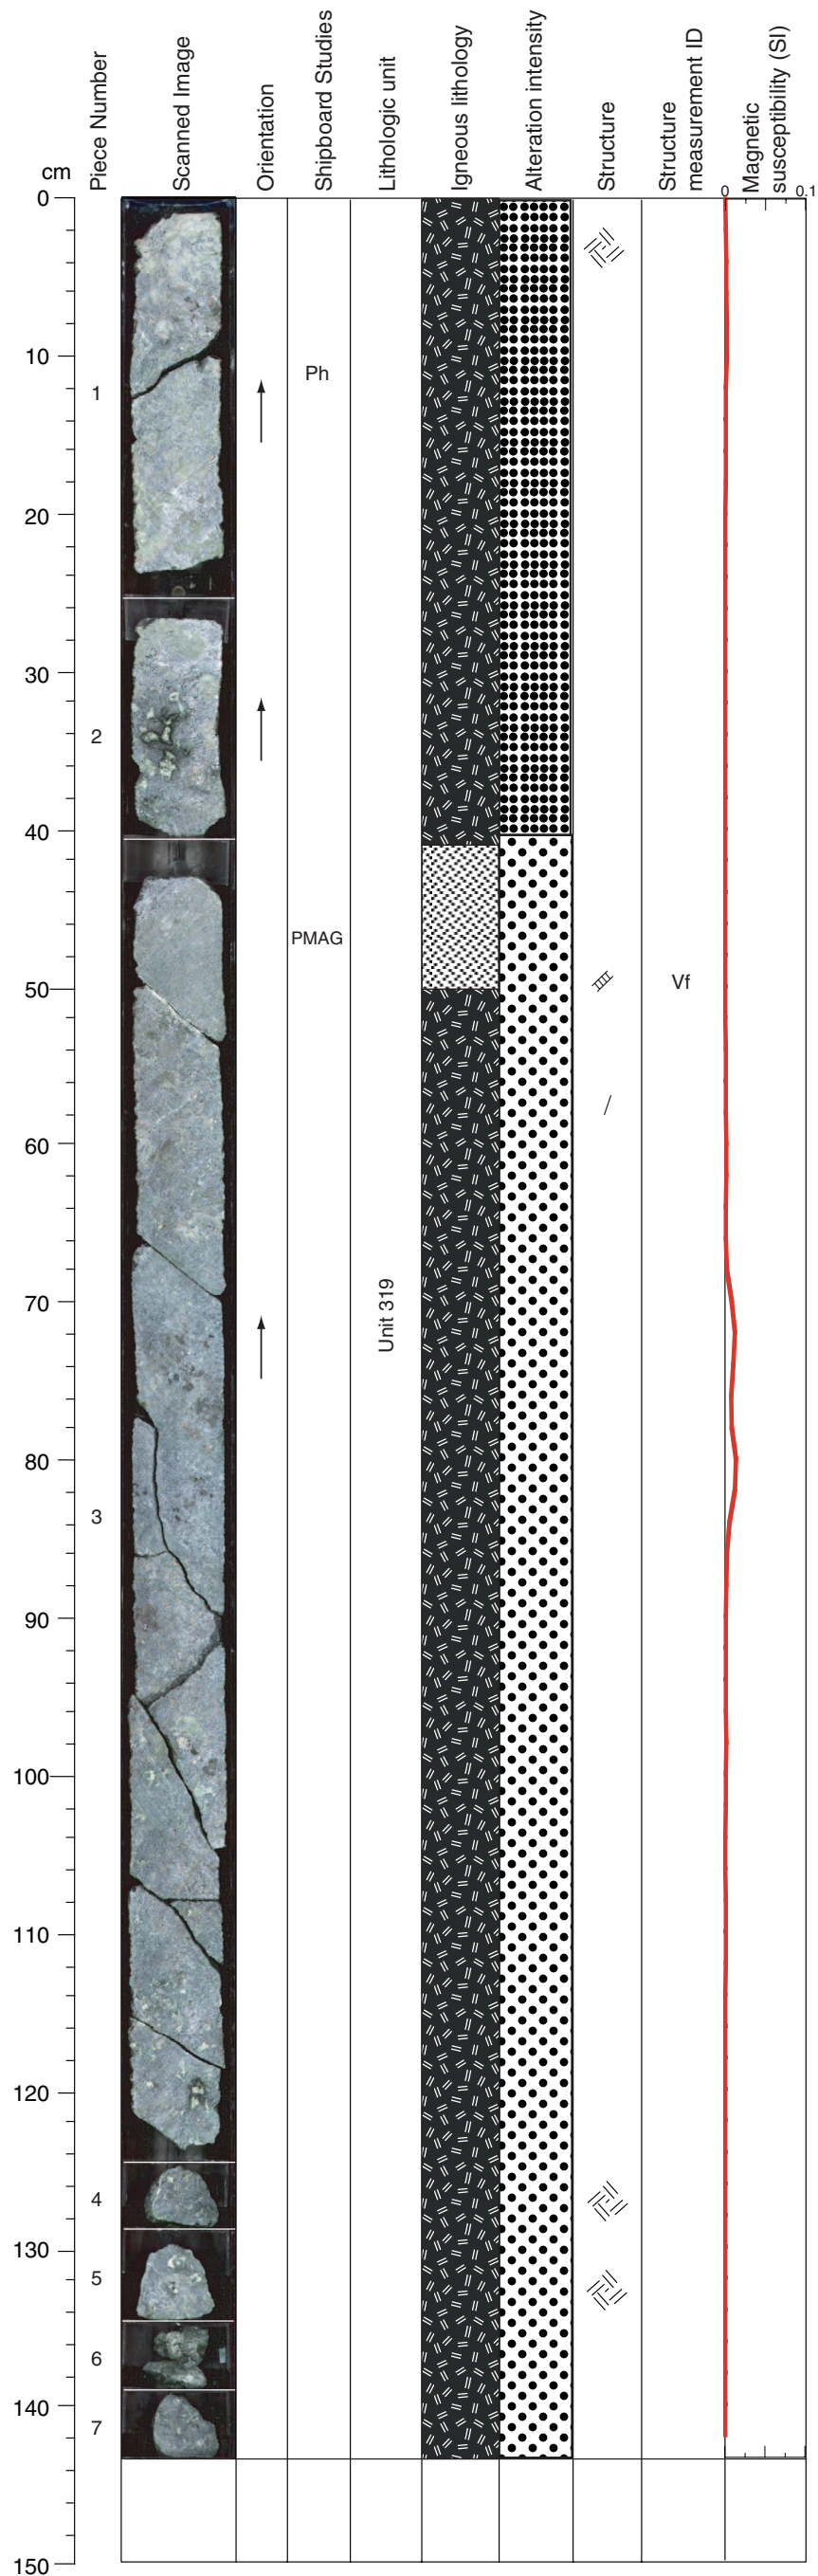 cm
Piece Number
Scanned Image
Orientation
Shipboard Studies
Lithologic unit
Igneous lithology
Alteration intensity
Structure
Structure
measurement ID
Magnetic
susceptibility (SI)
0 0.1
0
10
1
Ph
20
30
2
40
PMAG
50
Vf
60
70
Unit 319
80
3
90
100
110
120
4
130
5
6
140
7
150